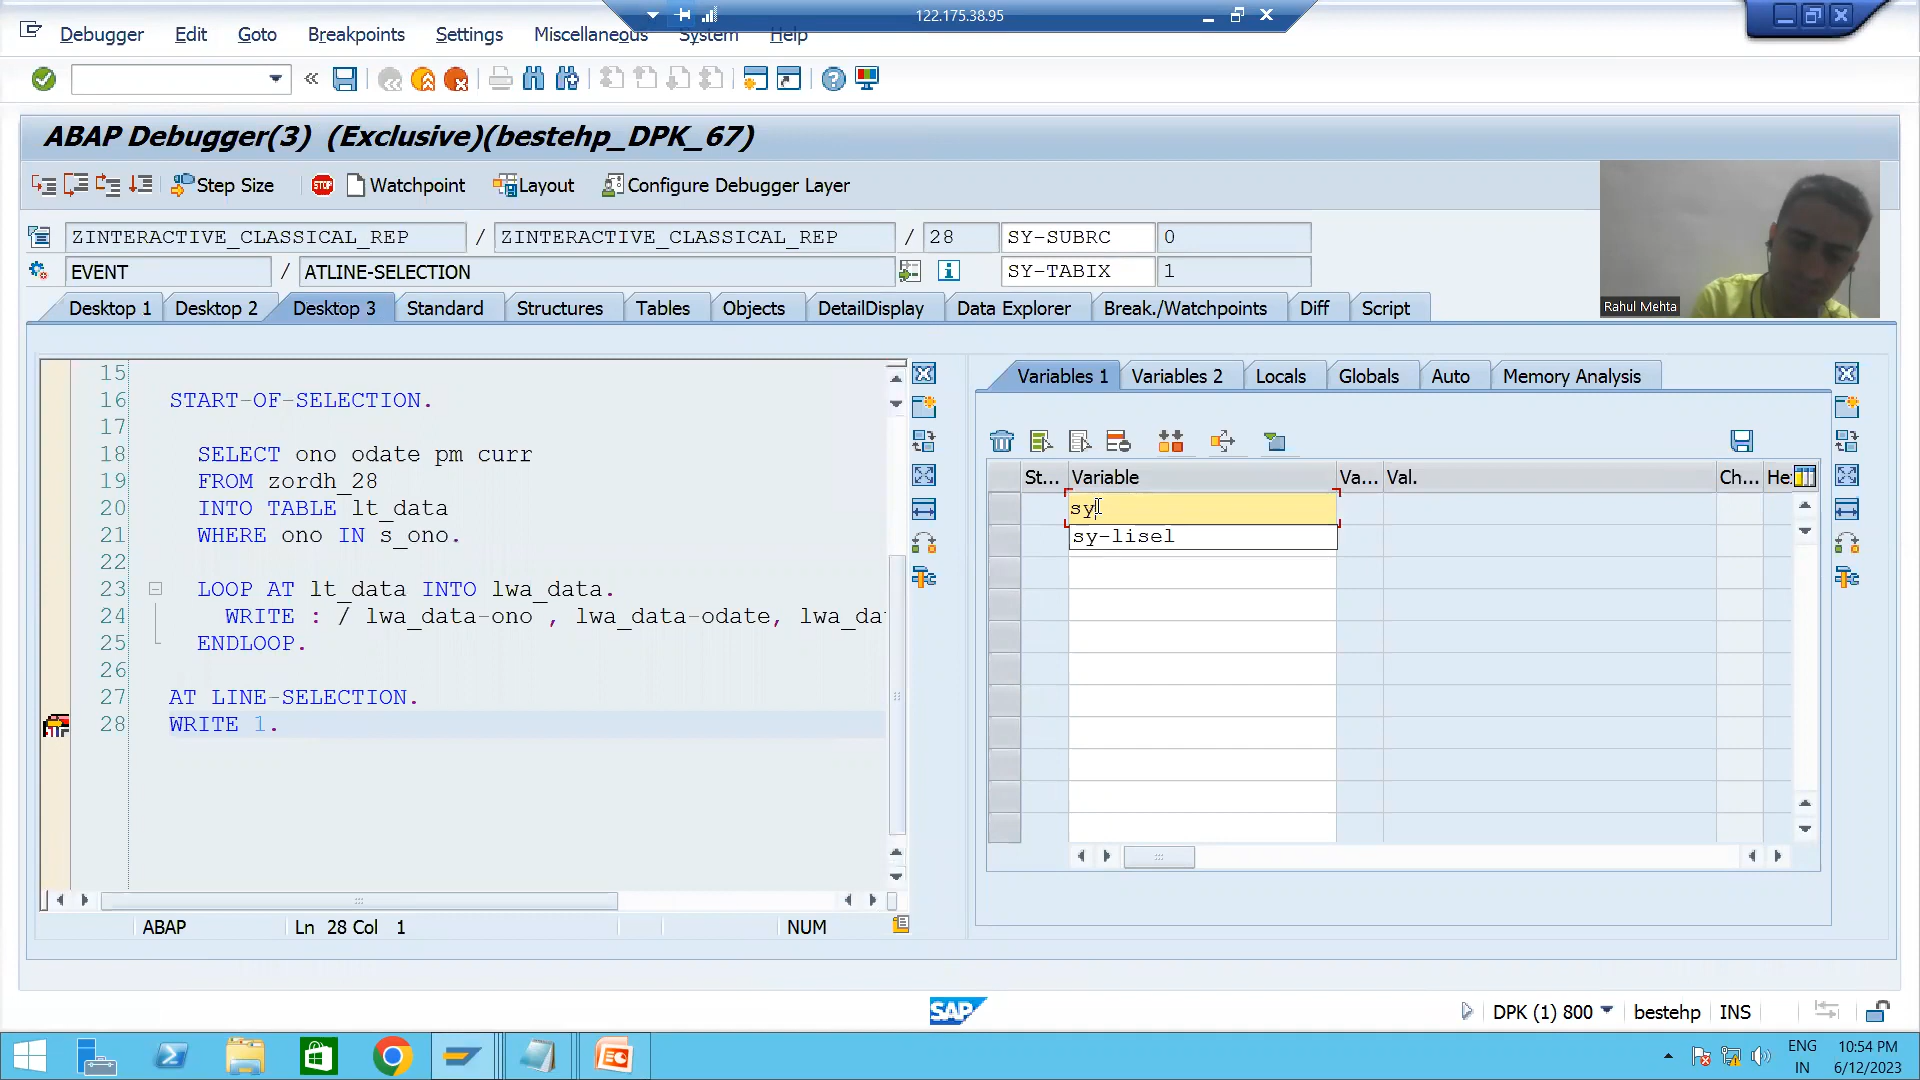 122.175.38.95
Debugger Edit Goto Breakpoints Settings Miscellaneous System Help
ABAP Debugger(3) (Exclusive)(bestehp_DPK_67)
Step Size STOP Watchpoint Layout Configure Debugger Layer
ZINTERACTIVE_CLASSICAL_REP / ZINTERACTIVE_CLASSICAL_REP / 28 SY-SUBRC 0
EVENT / ATLINE-SELECTION SY-TABIX 1
Rahul Mehta
Desktop 1 Desktop 2 Desktop 3 Standard Structures Tables Objects DetailDisplay Data Explorer Break./Watchpoints Diff Script
Variables 1 Variables 2 Locals Globals Auto Memory Analysis
St... Variable Va... Val. Ch... He
sy
sy-lisel
15
16 START-OF-SELECTION.
17
18 SELECT ono odate pm curr
19 FROM zordh_28
20 INTO TABLE lt_data
21 WHERE ono IN s_ono.
22
23 LOOP AT lt_data INTO lwa_data.
24 WRITE : / lwa_data-ono , lwa_data-odate, lwa_da
25 ENDLOOP.
26
27 AT LINE-SELECTION.
28 WRITE 1.
ABAP Ln 28 Col 1 NUM
SAP DPK (1) 800 bestehp INS
ENG 10:54 PM
IN 6/12/2023